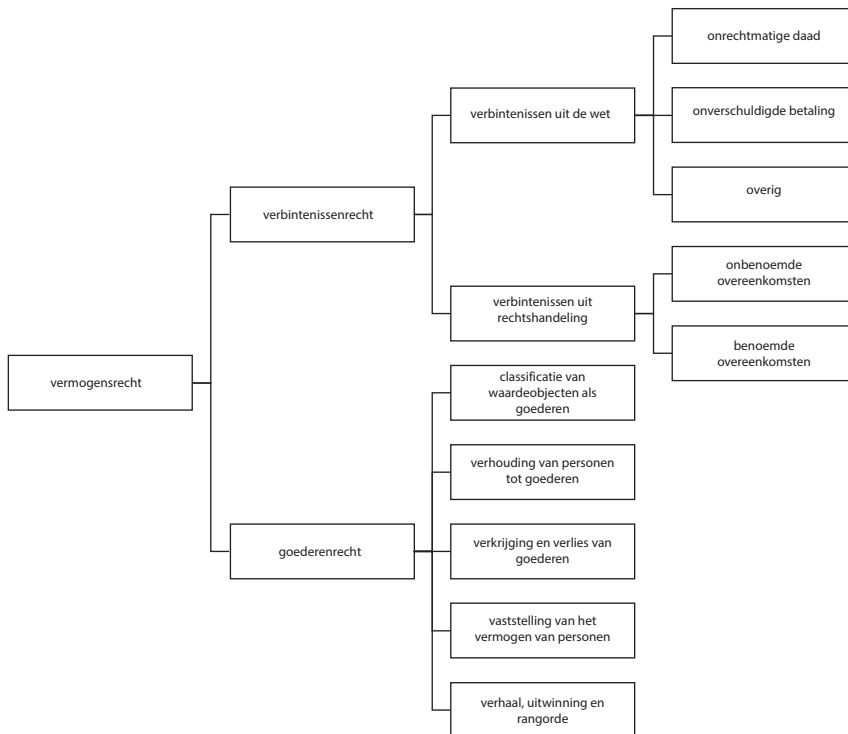 onrechtmatige daad
verbintenissen uit de wet
onverschuldigde betaling
overig
verbintenissenrecht
onbenoemde
overeenkomsten
verbintenissen uit
rechtshandeling
benoemde
overeenkomsten
vermogensrecht
classificatie van
waardeobjecten als
goederen
verhouding van personen
tot goederen
goederenrecht
verkrijging en verlies van
goederen
vaststelling van het
vermogen van personen
verhaal, uitwinning en
rangorde